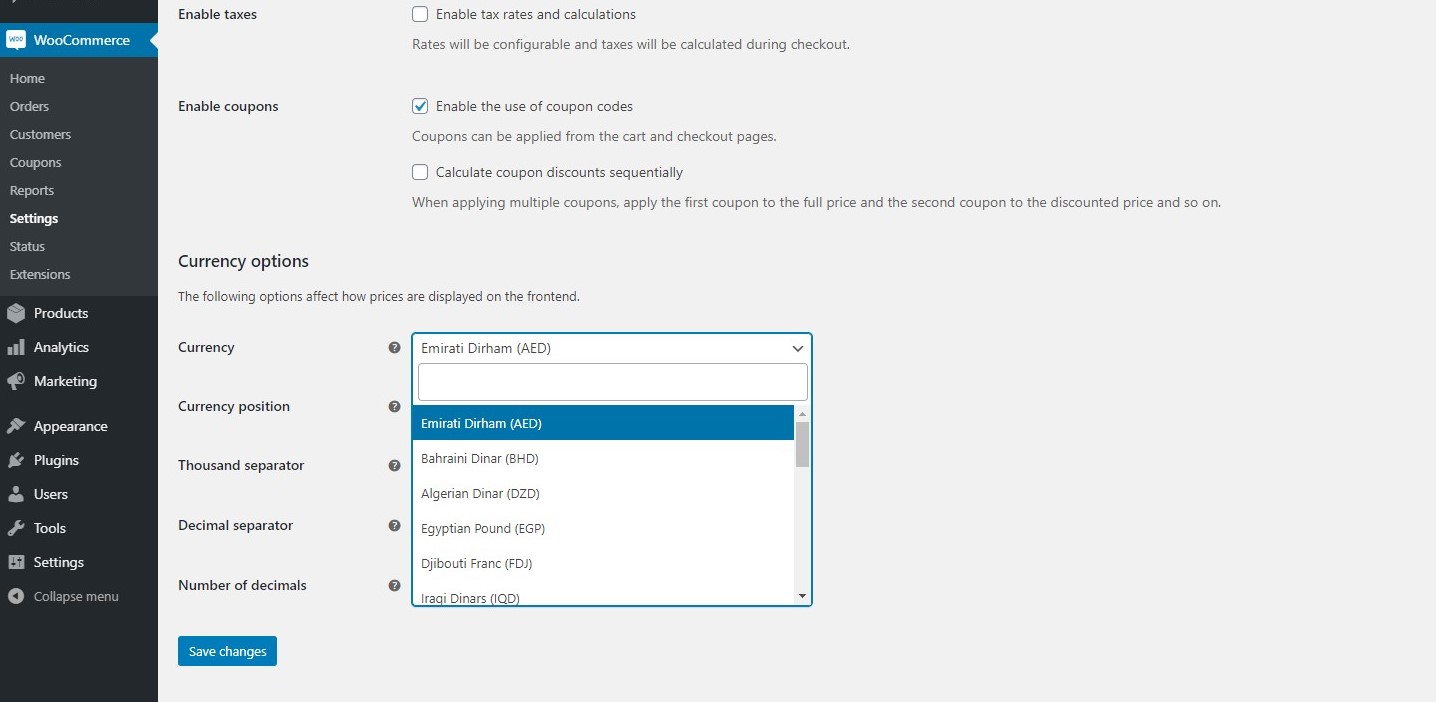 WooCommerce
Home
Orders
Customers
Coupons
Reports
Settings
Status
Extensions
Products
Analytics
Marketing
Appearance
Plugins
Users
Tools
Settings
Collapse menu
Enable taxes
Enable tax rates and calculations
Rates will be configurable and taxes will be calculated during checkout.
Enable coupons
Enable the use of coupon codes
Coupons can be applied from the cart and checkout pages.
Calculate coupon discounts sequentially
When applying multiple coupons, apply the first coupon to the full price and the second coupon to the discounted price and so on.
Currency options
The following options affect how prices are displayed on the frontend.
Currency
Emirati Dirham (AED)
Emirati Dirham (AED)
Bahraini Dinar (BHD)
Algerian Dinar (DZD)
Egyptian Pound (EGP)
Djibouti Franc (FDJ)
Iraqi Dinars (IQD)
Currency position
Thousand separator
Decimal separator
Number of decimals
Save changes